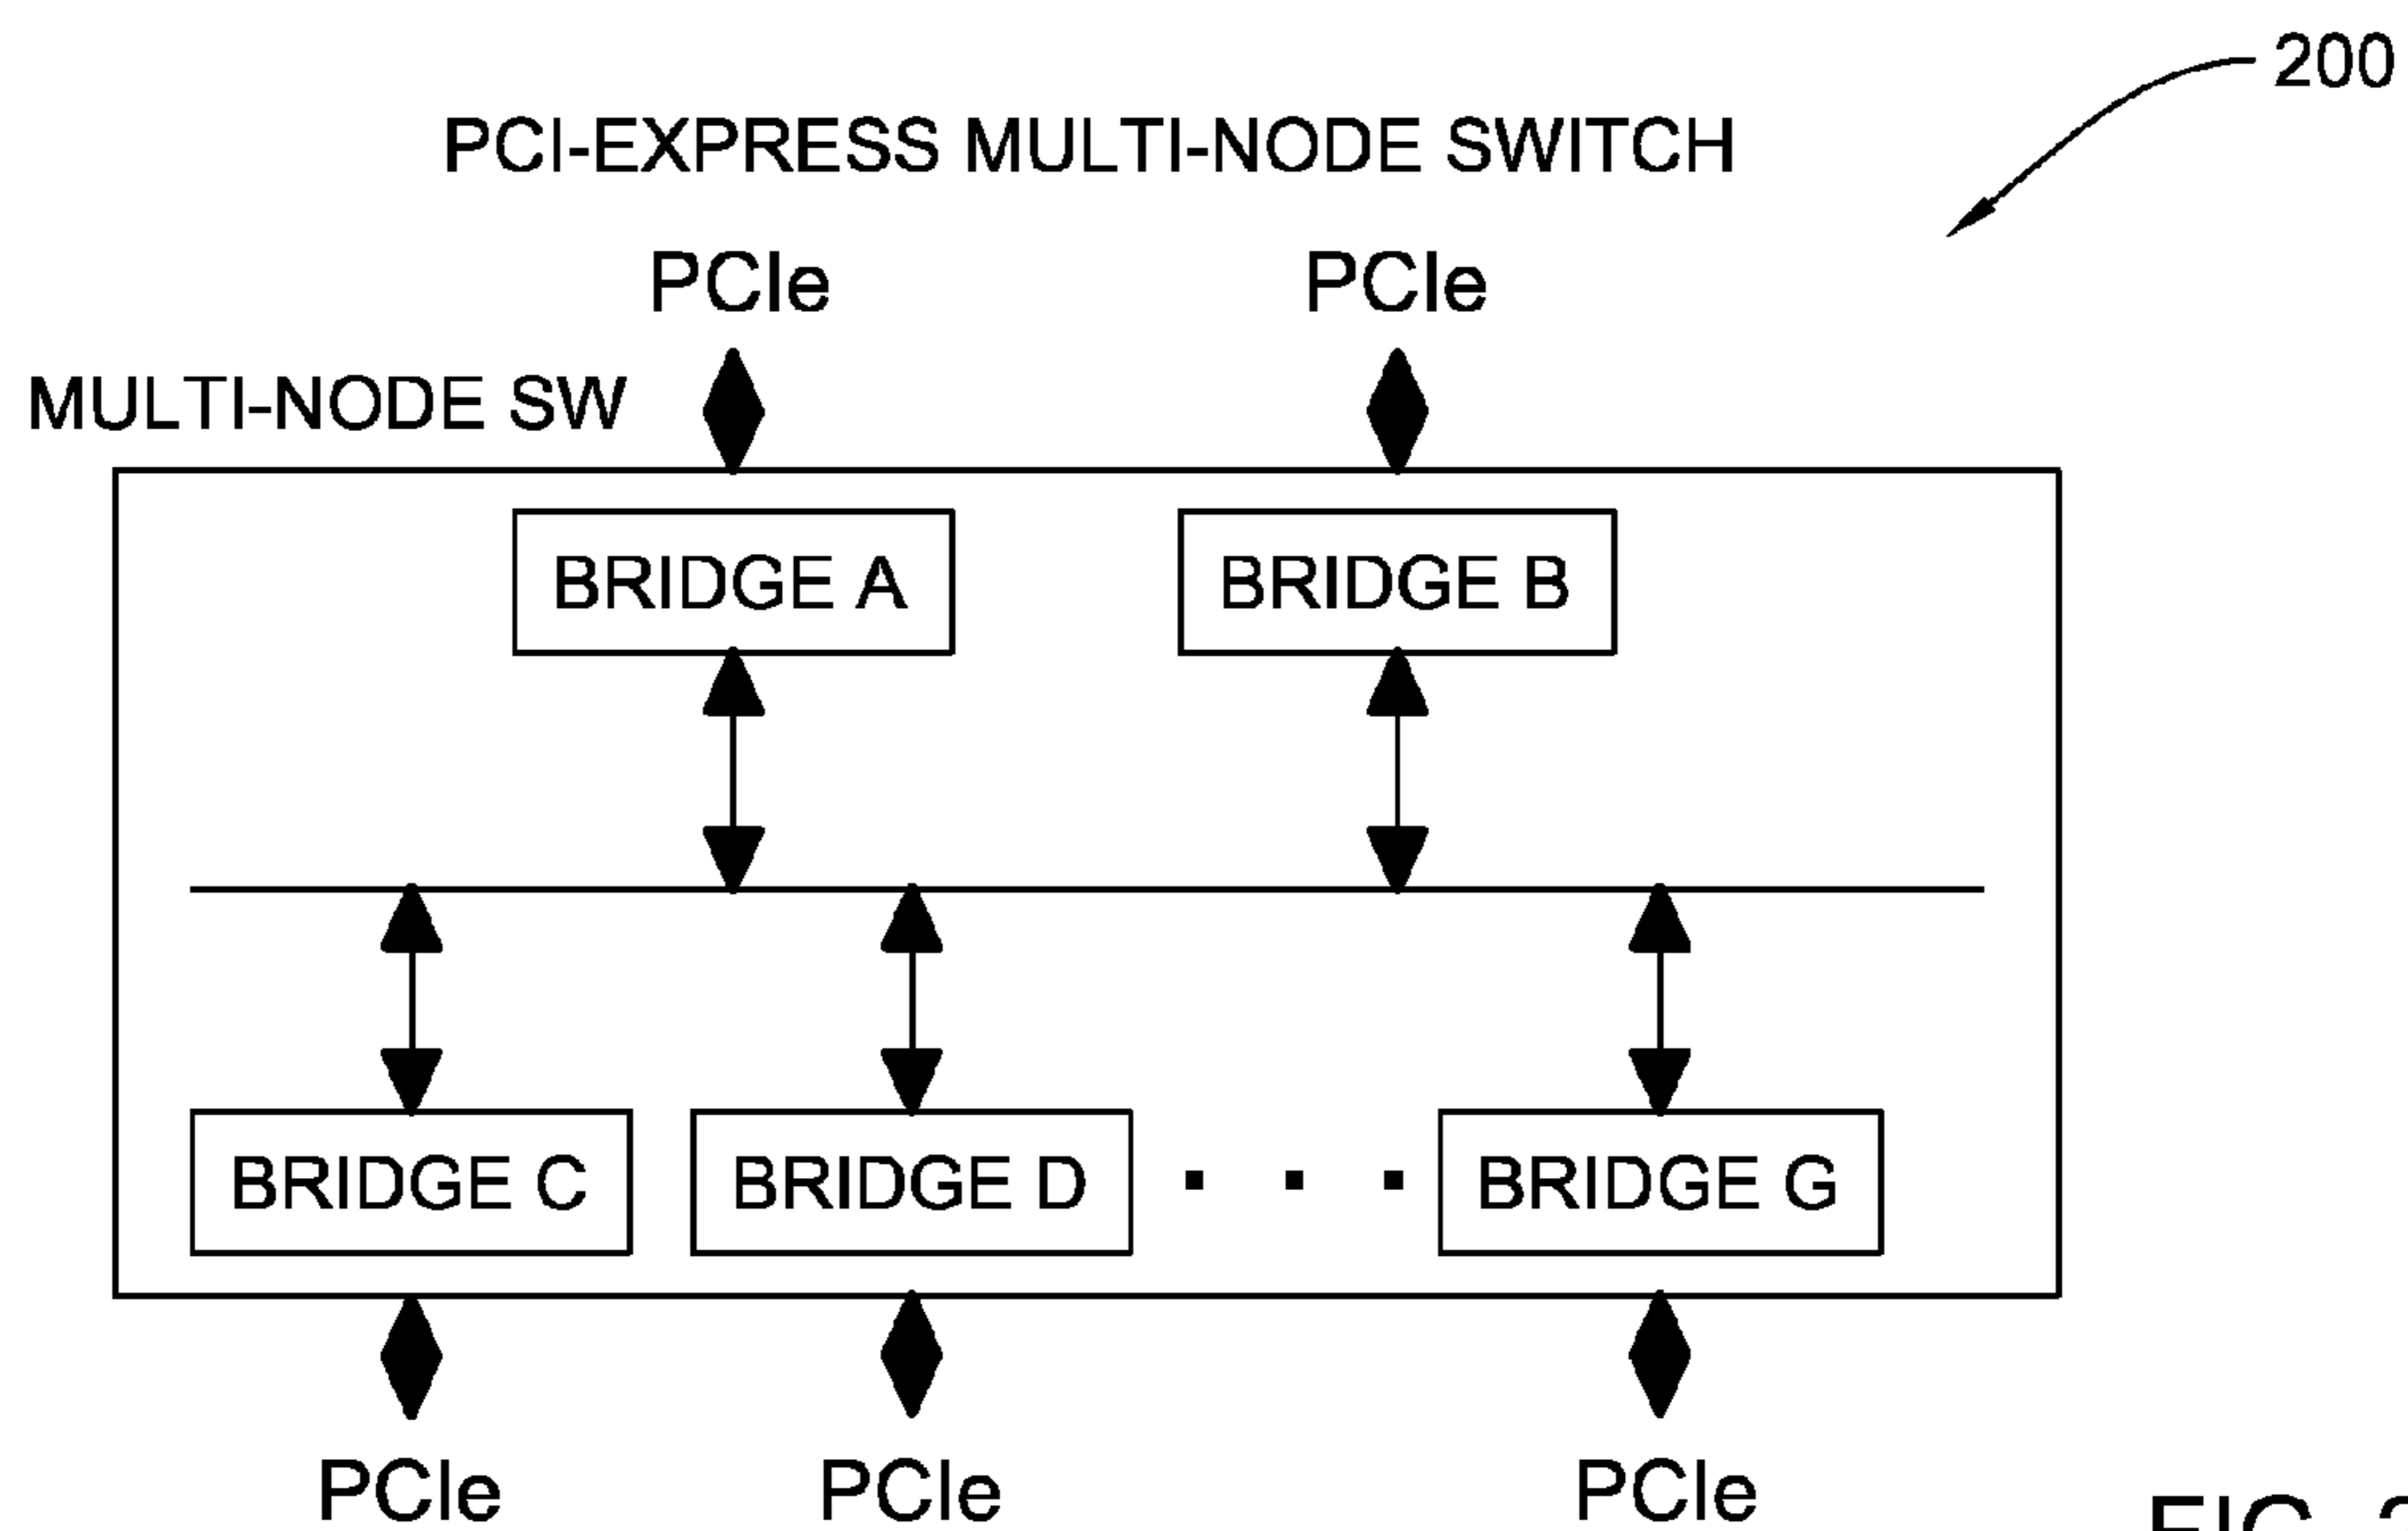 200
PCI-EXPRESS MULTI-NODE SWITCH
PCIe PCIe
MULTI-NODE SW
BRIDGE A BRIDGE B
BRIDGE C BRIDGE D . . . BRIDGE G
PCIe PCIe PCIe
FIG.